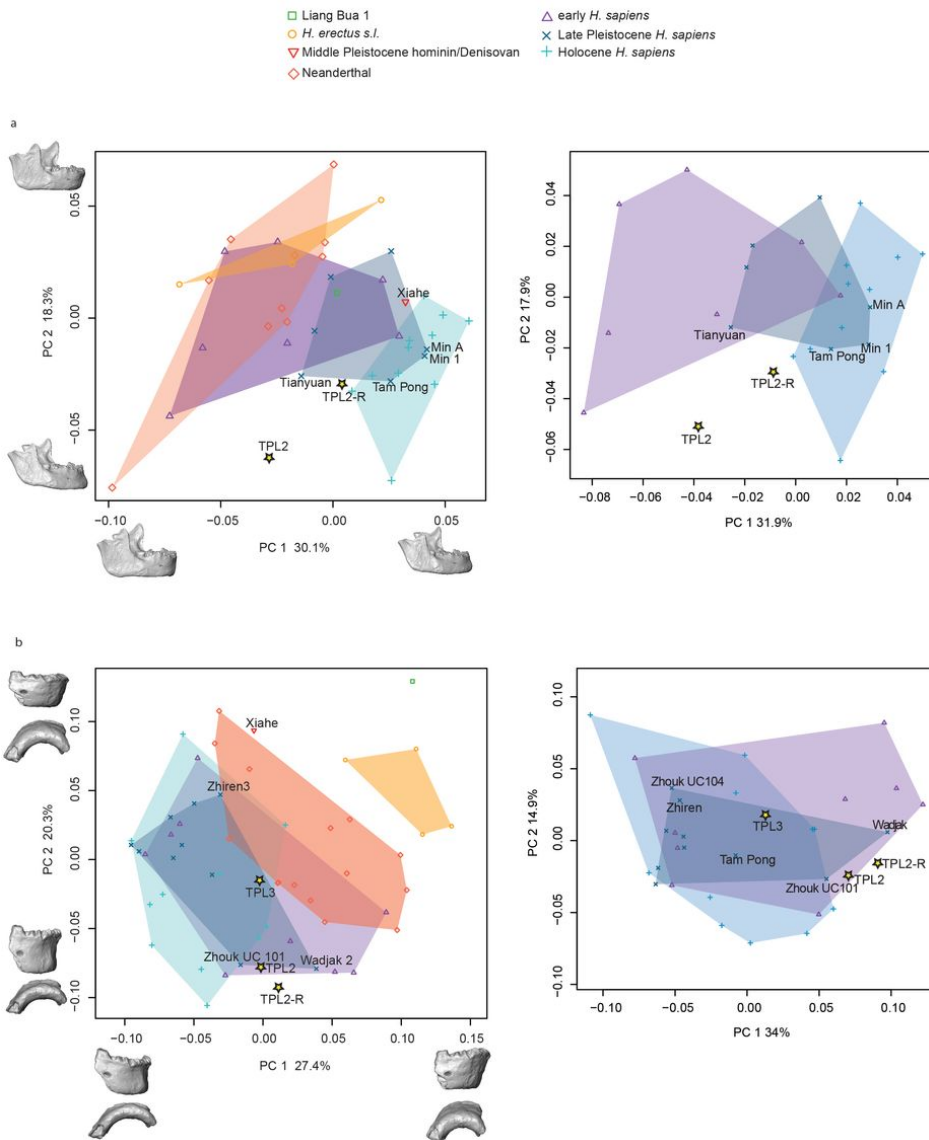 Liang Bua 1
H. erectus s.l.
Middle Pleistocene hominin/Denisovan
Neanderthal
early H. sapiens
Late Pleistocene H. sapiens
Holocene H. sapiens
a
PC 2 18.3%
0.05
0.00
−0.05
Xiahe
Min A
Min 1
Tianyuan
Tam Pong
TPL2-R
TPL2
−0.10 −0.05 0.00 0.05
PC 1 30.1%
PC 2 17.9%
0.04
0.02
0.00
−0.02
−0.04
−0.06
Min A
Tianyuan
Min 1
Tam Pong
TPL2-R
TPL2
−0.08 −0.06 −0.04 −0.02 0.00 0.02 0.04
PC 1 31.9%
b
PC 2 20.3%
0.10
0.05
0.00
−0.05
−0.10
Xiahe
Zhiren3
TPL3
Zhouk UC 101
TPL2
Wadjak 2
TPL2-R
−0.10 −0.05 0.00 0.05 0.10 0.15
PC 1 27.4%
PC 2 14.9%
0.10
0.05
0.00
−0.05
−0.10
Zhouk UC104
Zhiren
TPL3
Wadjak
Tam Pong
TPL2-R
TPL2
Zhouk UC101
−0.10 −0.05 0.00 0.05 0.10
PC 1 34%